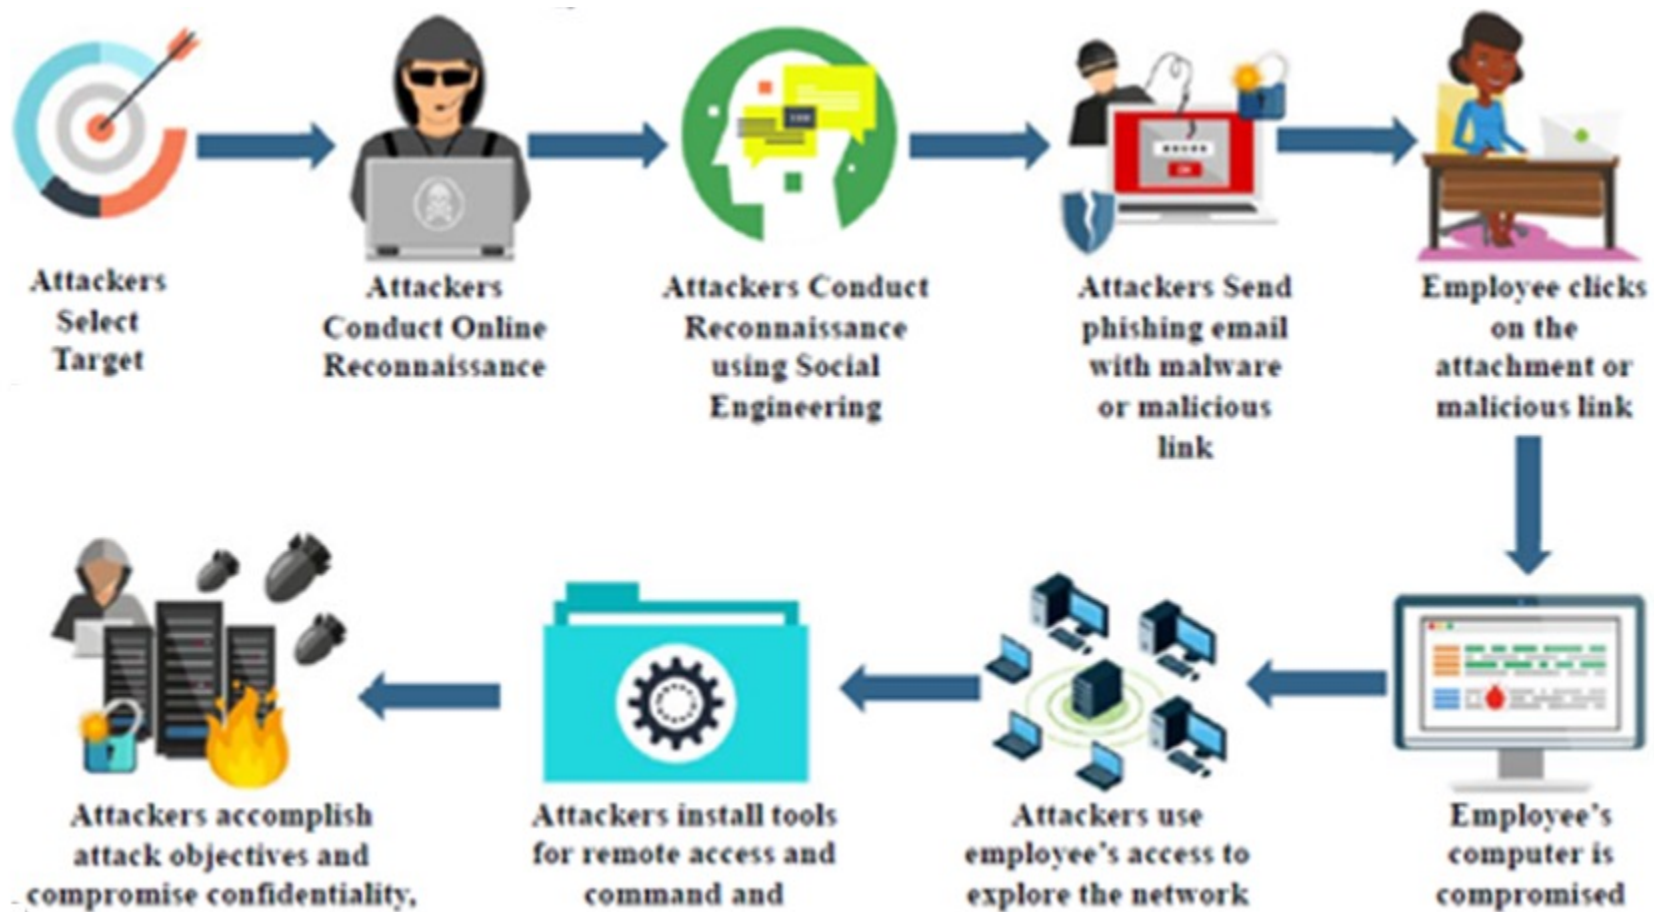 Attackers
Select
Target
Attackers
Conduct Online
Reconnaissance
Attackers Conduct
Reconnaissance
using Social
Engineering
Attackers Send
phishing email
with malware
or malicious
link
Employee clicks
on the
attachment or
malicious link
Employee's
computer is
compromised
Attackers use
employee's access to
explore the network
Attackers install tools
for remote access and
command and
Attackers accomplish
attack objectives and
compromise confidentiality,